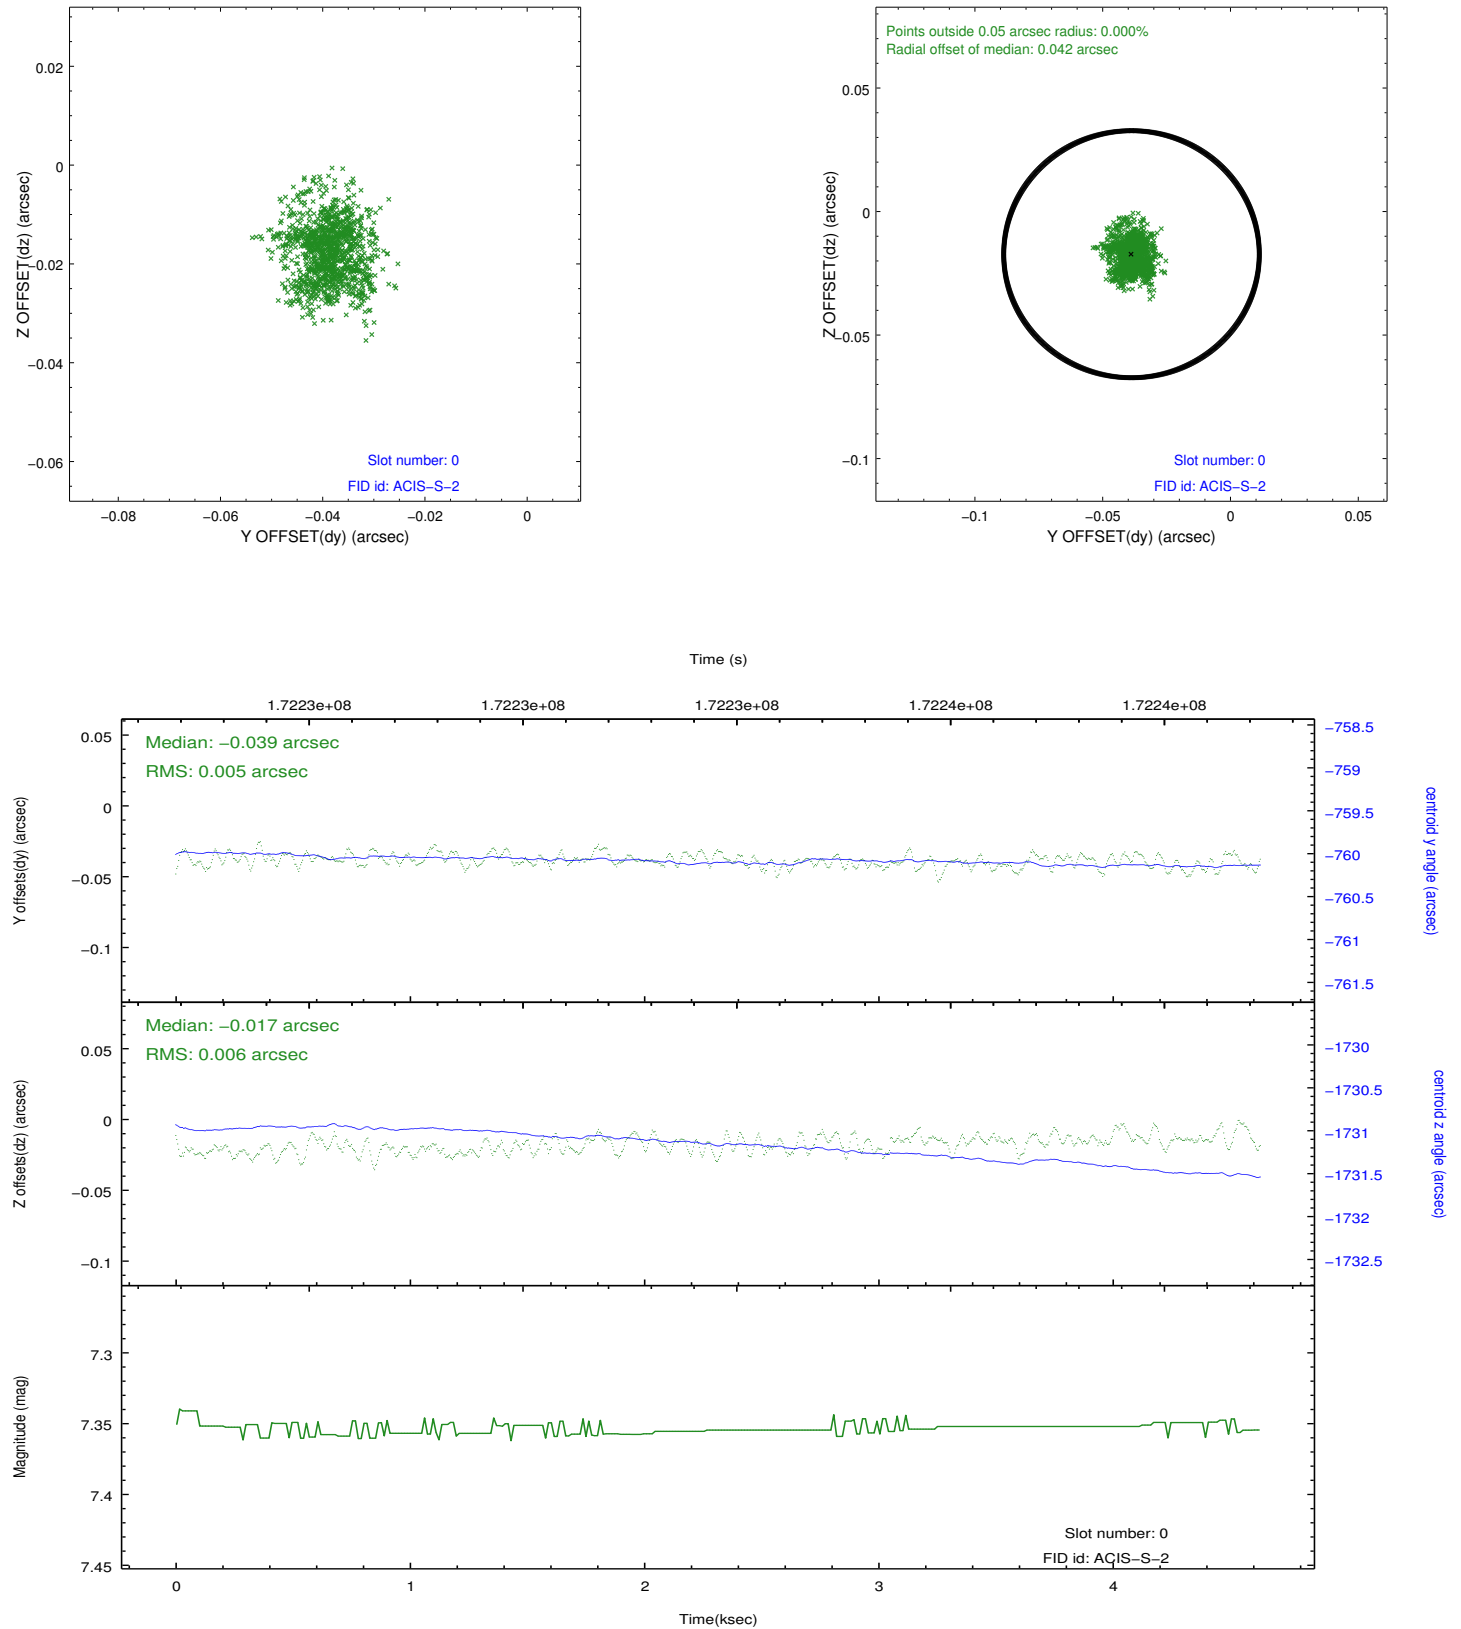 0.02
0
−0.02
−0.04
−0.06
Z OFFSET(dz) (arcsec)
Slot number: 0
FID id: ACIS−S−2
−0.08
−0.06
−0.04
−0.02
0
Y OFFSET(dy) (arcsec)
Points outside 0.05 arcsec radius: 0.000%
Radial offset of median: 0.042 arcsec
0.05
0
−0.05
−0.1
Z OFFSET(dz) (arcsec)
Slot number: 0
FID id: ACIS−S−2
−0.1
−0.05
0
0.05
Y OFFSET(dy) (arcsec)
Time (s)
1.7223e+08
1.7223e+08
1.7223e+08
1.7224e+08
1.7224e+08
Median: −0.039 arcsec
RMS: 0.005 arcsec
0.05
0
−0.05
−0.1
Y offsets(dy) (arcsec)
−758.5
−759
−759.5
−760
−760.5
−761
−761.5
centroid y angle (arcsec)
Median: −0.017 arcsec
RMS: 0.006 arcsec
0.05
0
−0.05
−0.1
Z offsets(dz) (arcsec)
−1730
−1730.5
−1731
−1731.5
−1732
−1732.5
centroid z angle (arcsec)
7.3
7.35
7.4
7.45
Magnitude (mag)
Slot number: 0
FID id: ACIS−S−2
0
1
2
3
4
Time(ksec)